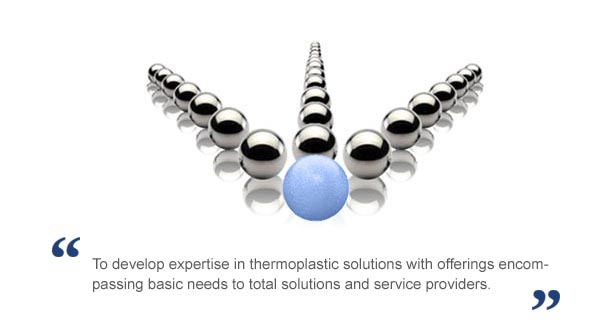 “
To develop expertise in thermoplastic solutions with offerings encom-
passing basic needs to total solutions and service providers.
”